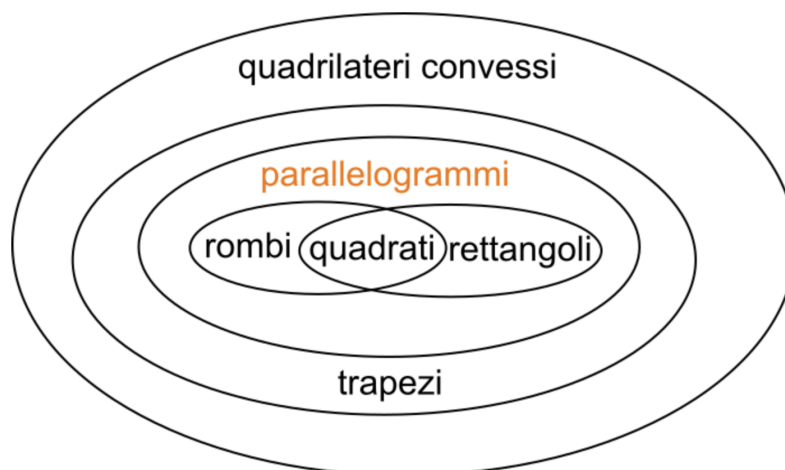 quadrilateri convessi
parallelogrammi
rombi quadrati rettangoli
trapezi